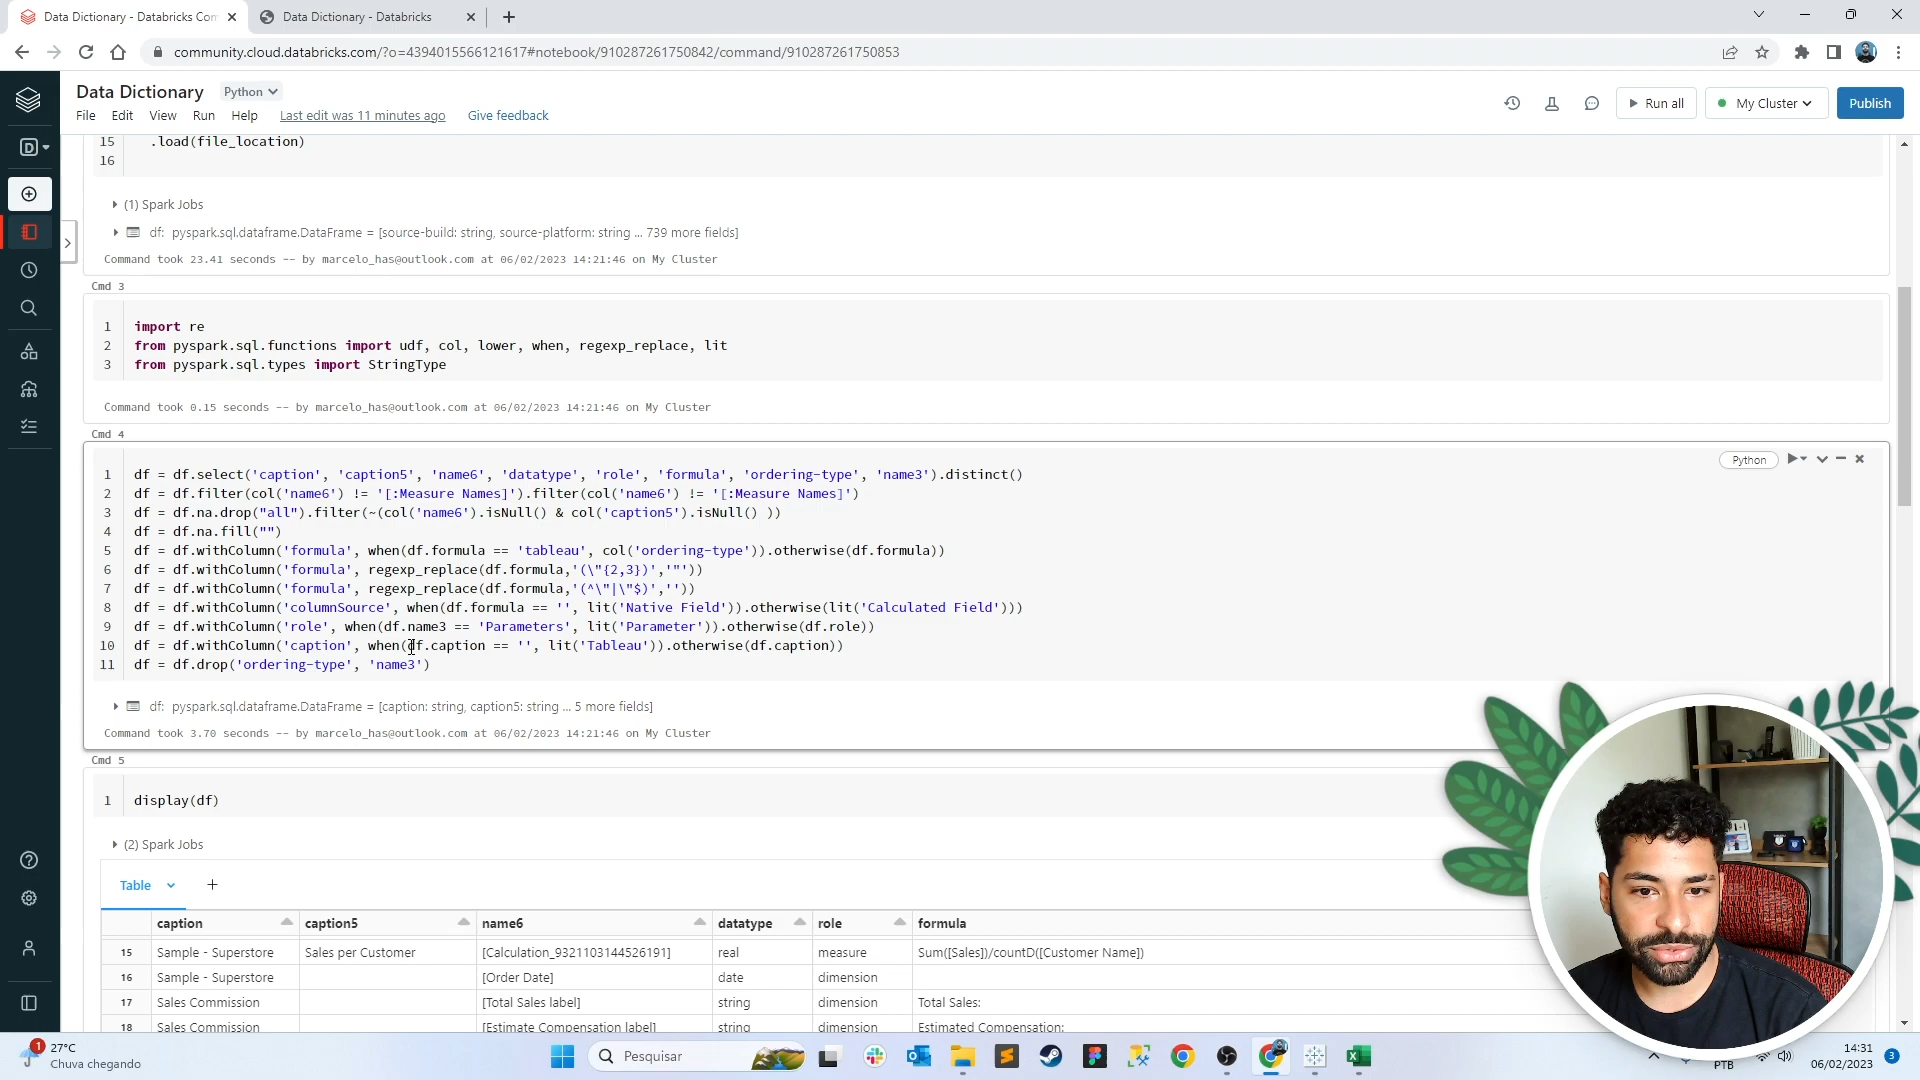 Data Dictionary - Databricks Com
Data Dictionary - Databricks
community.cloud.databricks.com/?o=4394015566121617#notebook/910287261750842/command/910287261750853
Data Dictionary
Python
File Edit View Run Help Last edit was 11 minutes ago Give feedback
Run all
My Cluster
Publish
D
15 .load(file_location)
16
(1) Spark Jobs
df: pyspark.sql.dataframe.DataFrame = [source-build: string, source-platform: string ... 739 more fields]
Command took 23.41 seconds -- by marcelo_has@outlook.com at 06/02/2023 14:21:46 on My Cluster
Cmd 3
1 import re
2 from pyspark.sql.functions import udf, col, lower, when, regexp_replace, lit
3 from pyspark.sql.types import StringType
Command took 0.15 seconds -- by marcelo_has@outlook.com at 06/02/2023 14:21:46 on My Cluster
Cmd 4
Python
1 df = df.select('caption', 'caption5', 'name6', 'datatype', 'role', 'formula', 'ordering-type', 'name3').distinct()
2 df = df.filter(col('name6') != '[:Measure Names]').filter(col('name6') != '[:Measure Names]')
3 df = df.na.drop("all").filter(~(col('name6').isNull() & col('caption5').isNull() ))
4 df = df.na.fill("")
5 df = df.withColumn('formula', when(df.formula == 'tableau', col('ordering-type')).otherwise(df.formula))
6 df = df.withColumn('formula', regexp_replace(df.formula,'(\"{2,3})','"'))
7 df = df.withColumn('formula', regexp_replace(df.formula,'(^\"|\"$)',''))
8 df = df.withColumn('columnSource', when(df.formula == '', lit('Native Field')).otherwise(lit('Calculated Field')))
9 df = df.withColumn('role', when(df.name3 == 'Parameters', lit('Parameter')).otherwise(df.role))
10 df = df.withColumn('caption', when(df.caption == '', lit('Tableau')).otherwise(df.caption))
11 df = df.drop('ordering-type', 'name3')
df: pyspark.sql.dataframe.DataFrame = [caption: string, caption5: string ... 5 more fields]
Command took 3.70 seconds -- by marcelo_has@outlook.com at 06/02/2023 14:21:46 on My Cluster
Cmd 5
1 display(df)
(2) Spark Jobs
Table
caption caption5 name6 datatype role formula
15 Sample - Superstore Sales per Customer [Calculation_9321103144526191] real measure Sum([Sales])/countD([Customer Name])
16 Sample - Superstore [Order Date] date dimension
17 Sales Commission [Total Sales label] string dimension Total Sales:
18 Sales Commission [Estimate Compensation label] string dimension Estimated Compensation:
1
27°C
Chuva chegando
Pesquisar
PTB
14:31
06/02/2023
3